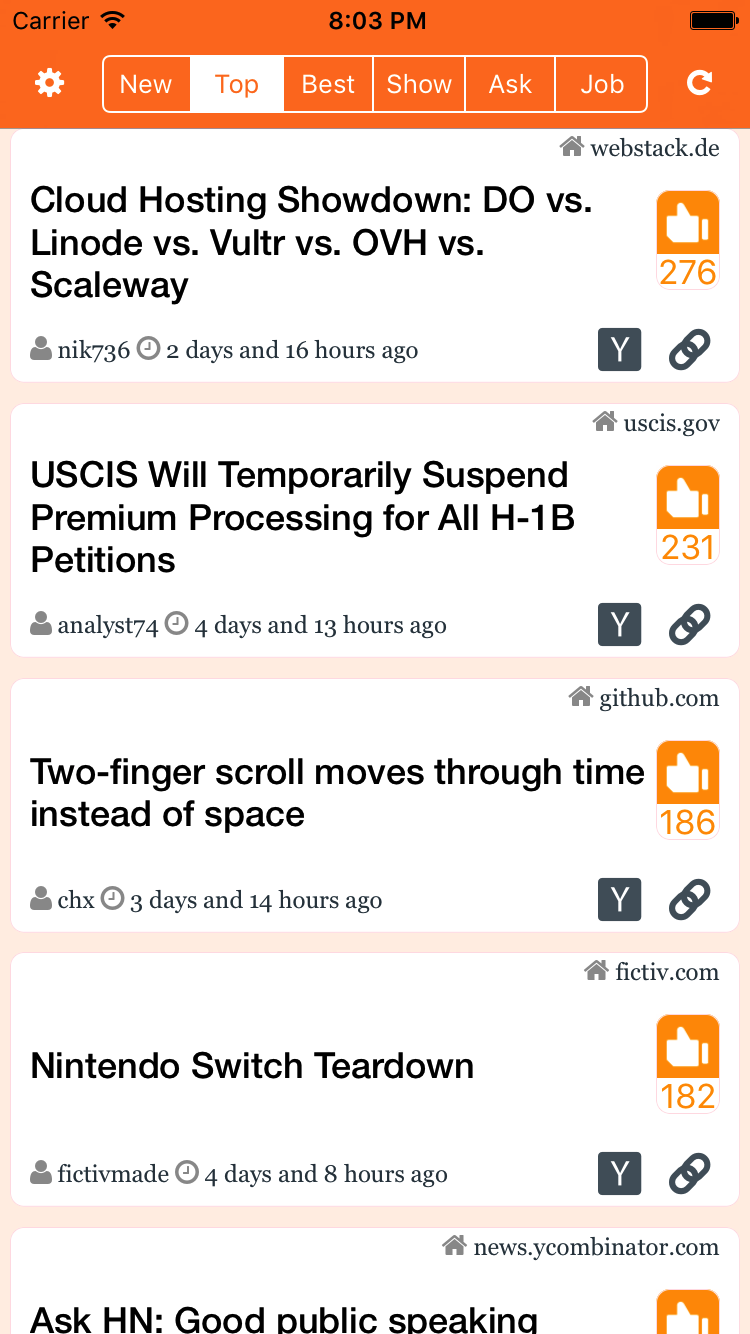 Carrier 8:03 PM
New Top Best Show Ask Job
webstack.de
Cloud Hosting Showdown: DO vs.
Linode vs. Vultr vs. OVH vs.
Scaleway
276
nik736 2 days and 16 hours ago Y
uscis.gov
USCIS Will Temporarily Suspend
Premium Processing for All H-1B
Petitions
231
analyst74 4 days and 13 hours ago Y
github.com
Two-finger scroll moves through time
instead of space
186
chx 3 days and 14 hours ago Y
fictiv.com
Nintendo Switch Teardown
182
fictivmade 4 days and 8 hours ago Y
news.ycombinator.com
Ask HN: Good public speaking